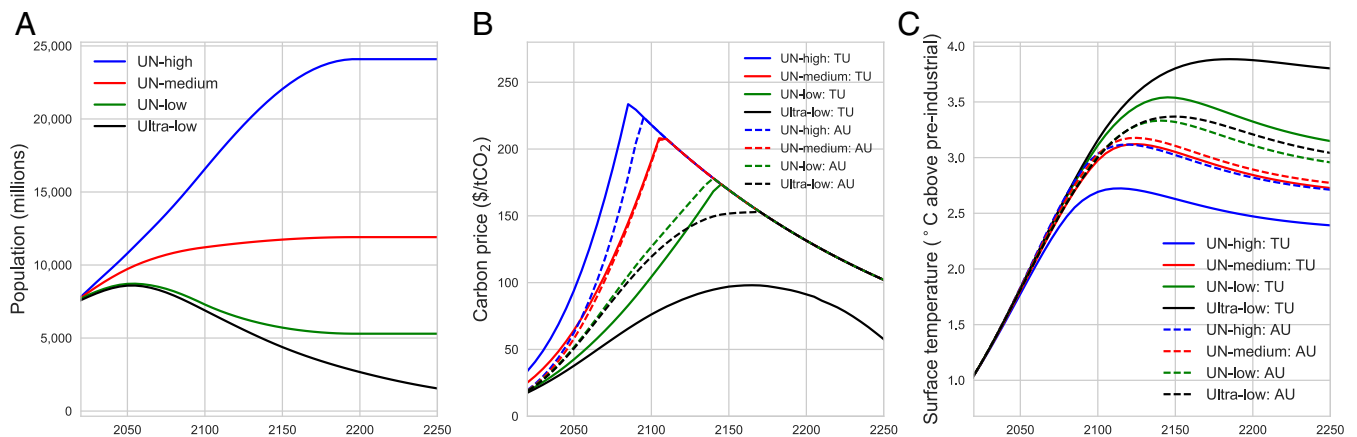 A
Population (millions)
25,000
20,000
15,000
10,000
5,000
0
2050
2100
2150
2200
2250
UN-high
UN-medium
UN-low
Ultra-low
B
Carbon price ($/tCO₂)
250
200
150
100
50
0
2050
2100
2150
2200
2250
UN-high: TU
UN-medium: TU
UN-low: TU
Ultra-low: TU
UN-high: AU
UN-medium: AU
UN-low: AU
Ultra-low: AU
C
Surface temperature ( °C above pre-industrial)
4.0
3.5
3.0
2.5
2.0
1.5
1.0
2050
2100
2150
2200
2250
UN-high: TU
UN-medium: TU
UN-low: TU
Ultra-low: TU
UN-high: AU
UN-medium: AU
UN-low: AU
Ultra-low: AU